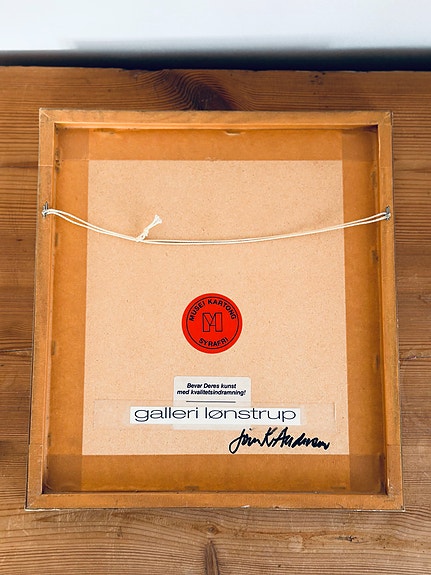 MUSEI KARTONG
M
SYRAFRI
Bevar Deres kunst
med kvalitetsindramning!
galleri lønstrup